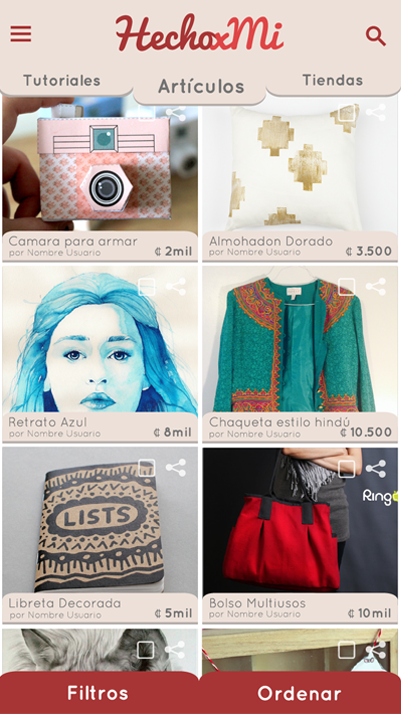 HechoxMi
Tutoriales
Artículos
Tiendas
Camara para armar
por Nombre Usuario
₡ 2mil
Almohadon Dorado
por Nombre Usuario
₡ 3.500
Retrato Azul
por Nombre Usuario
₡ 8mil
Chaqueta estilo hindú
por Nombre Usuario
₡ 10.500
LISTS
Ringo
Libreta Decorada
por Nombre Usuario
₡ 5mil
Bolso Multiusos
por Nombre Usuario
₡ 10mil
Filtros
Ordenar